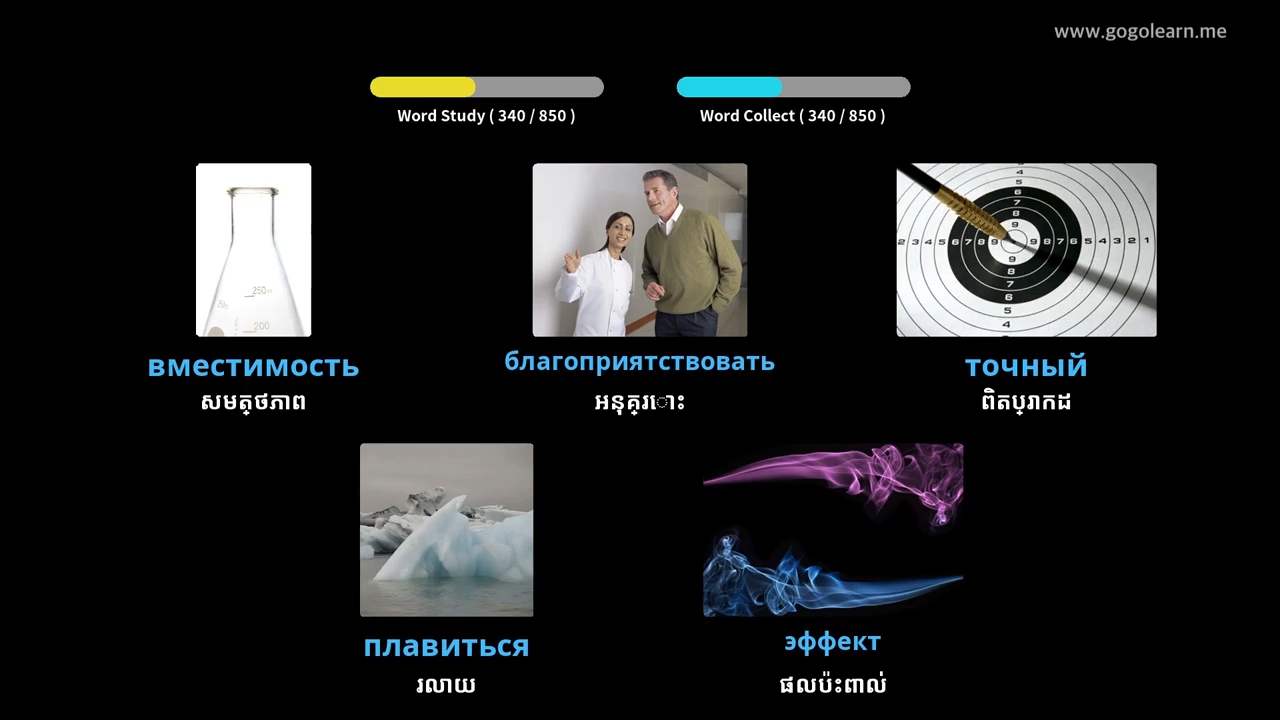 www.gogolearn.me
Word Study ( 340 / 850 )
Word Collect ( 340 / 850 )
вместимость
благоприятствовать
точный
សមត្ថភាព
អនុគ្រោះ
ពិតប្រាកដ
плавиться
эффект
រលាយ
ផលប៉ះពាល់